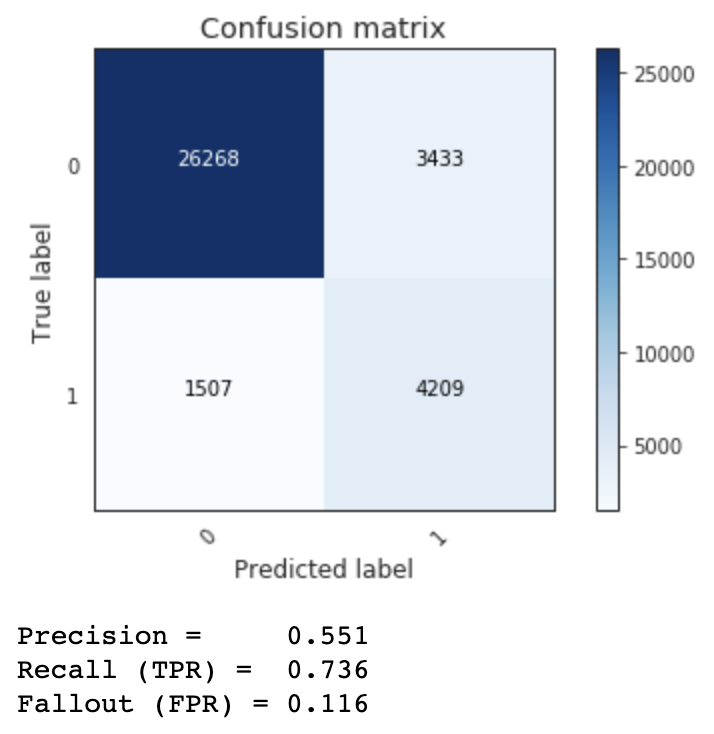 Confusion matrix
25000
0
26268
3433
20000
15000
True label
10000
1
1507
4209
5000
0
1
Predicted label
Precision = 0.551
Recall (TPR) = 0.736
Fallout (FPR) = 0.116